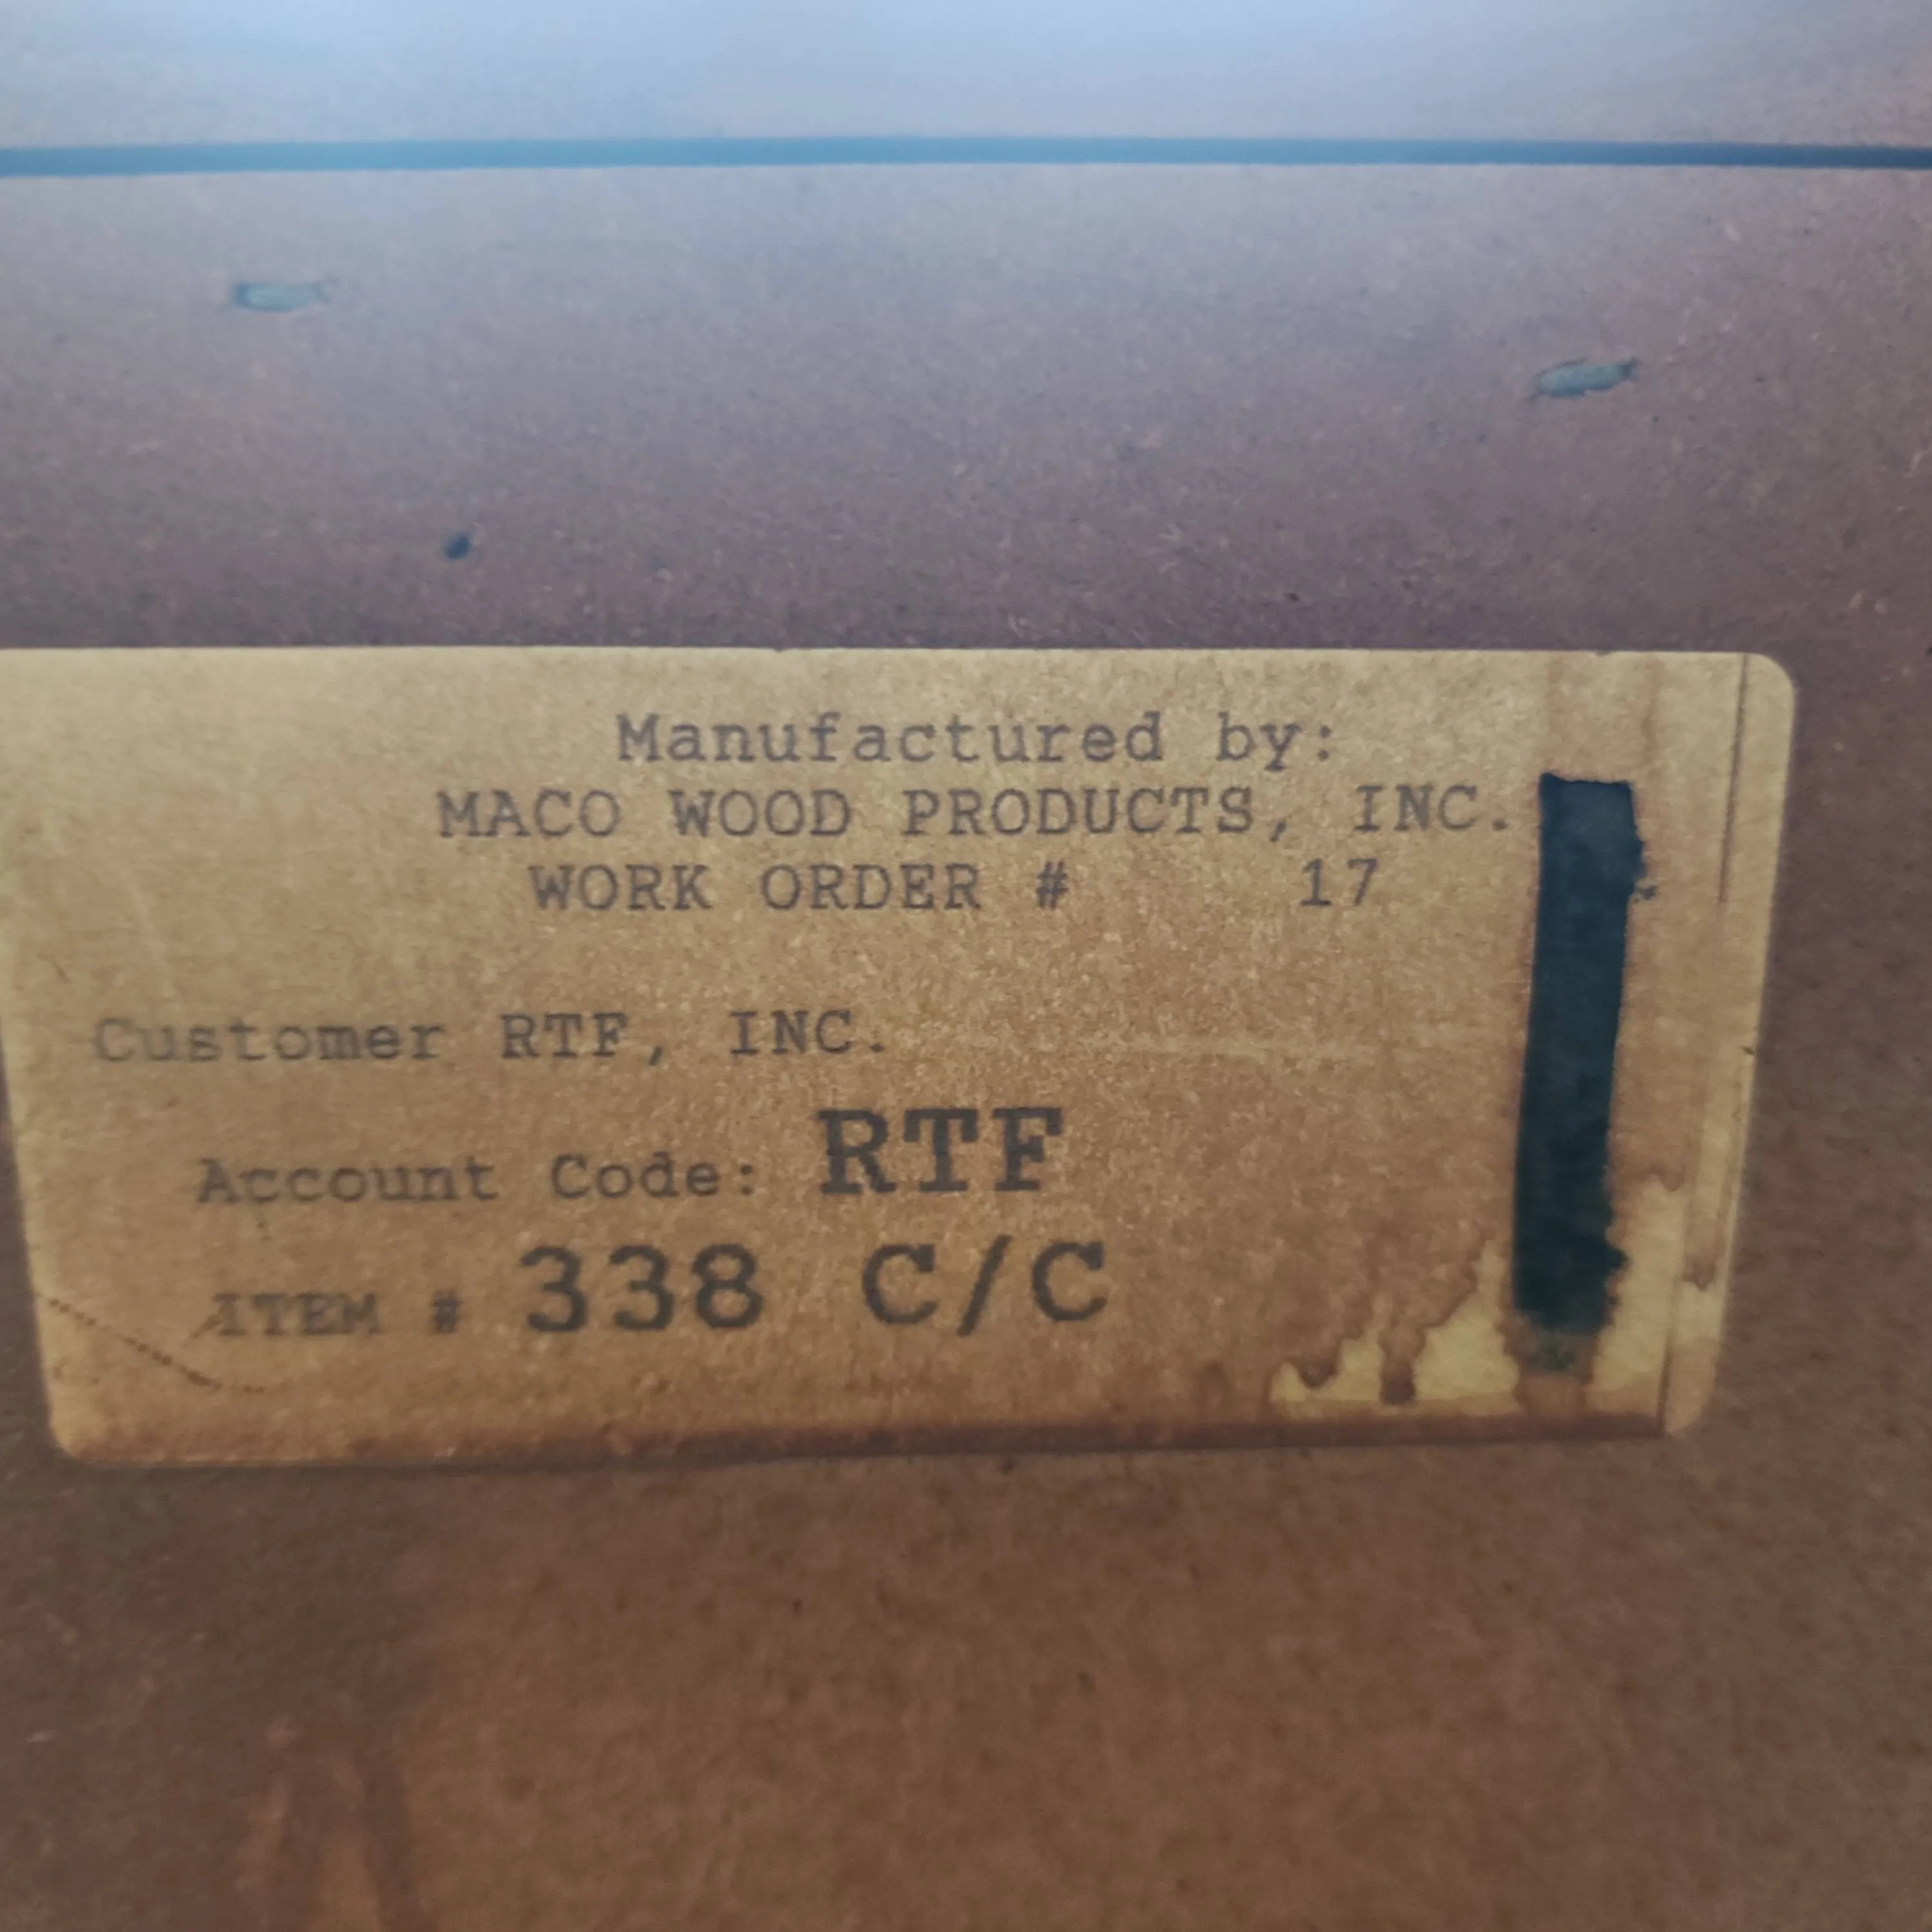 Manufactured by:
MACO WOOD PRODUCTS, INC.
WORK ORDER # 17
Customer RTF, INC.
Account Code: RTF
ITEM # 338 C/C